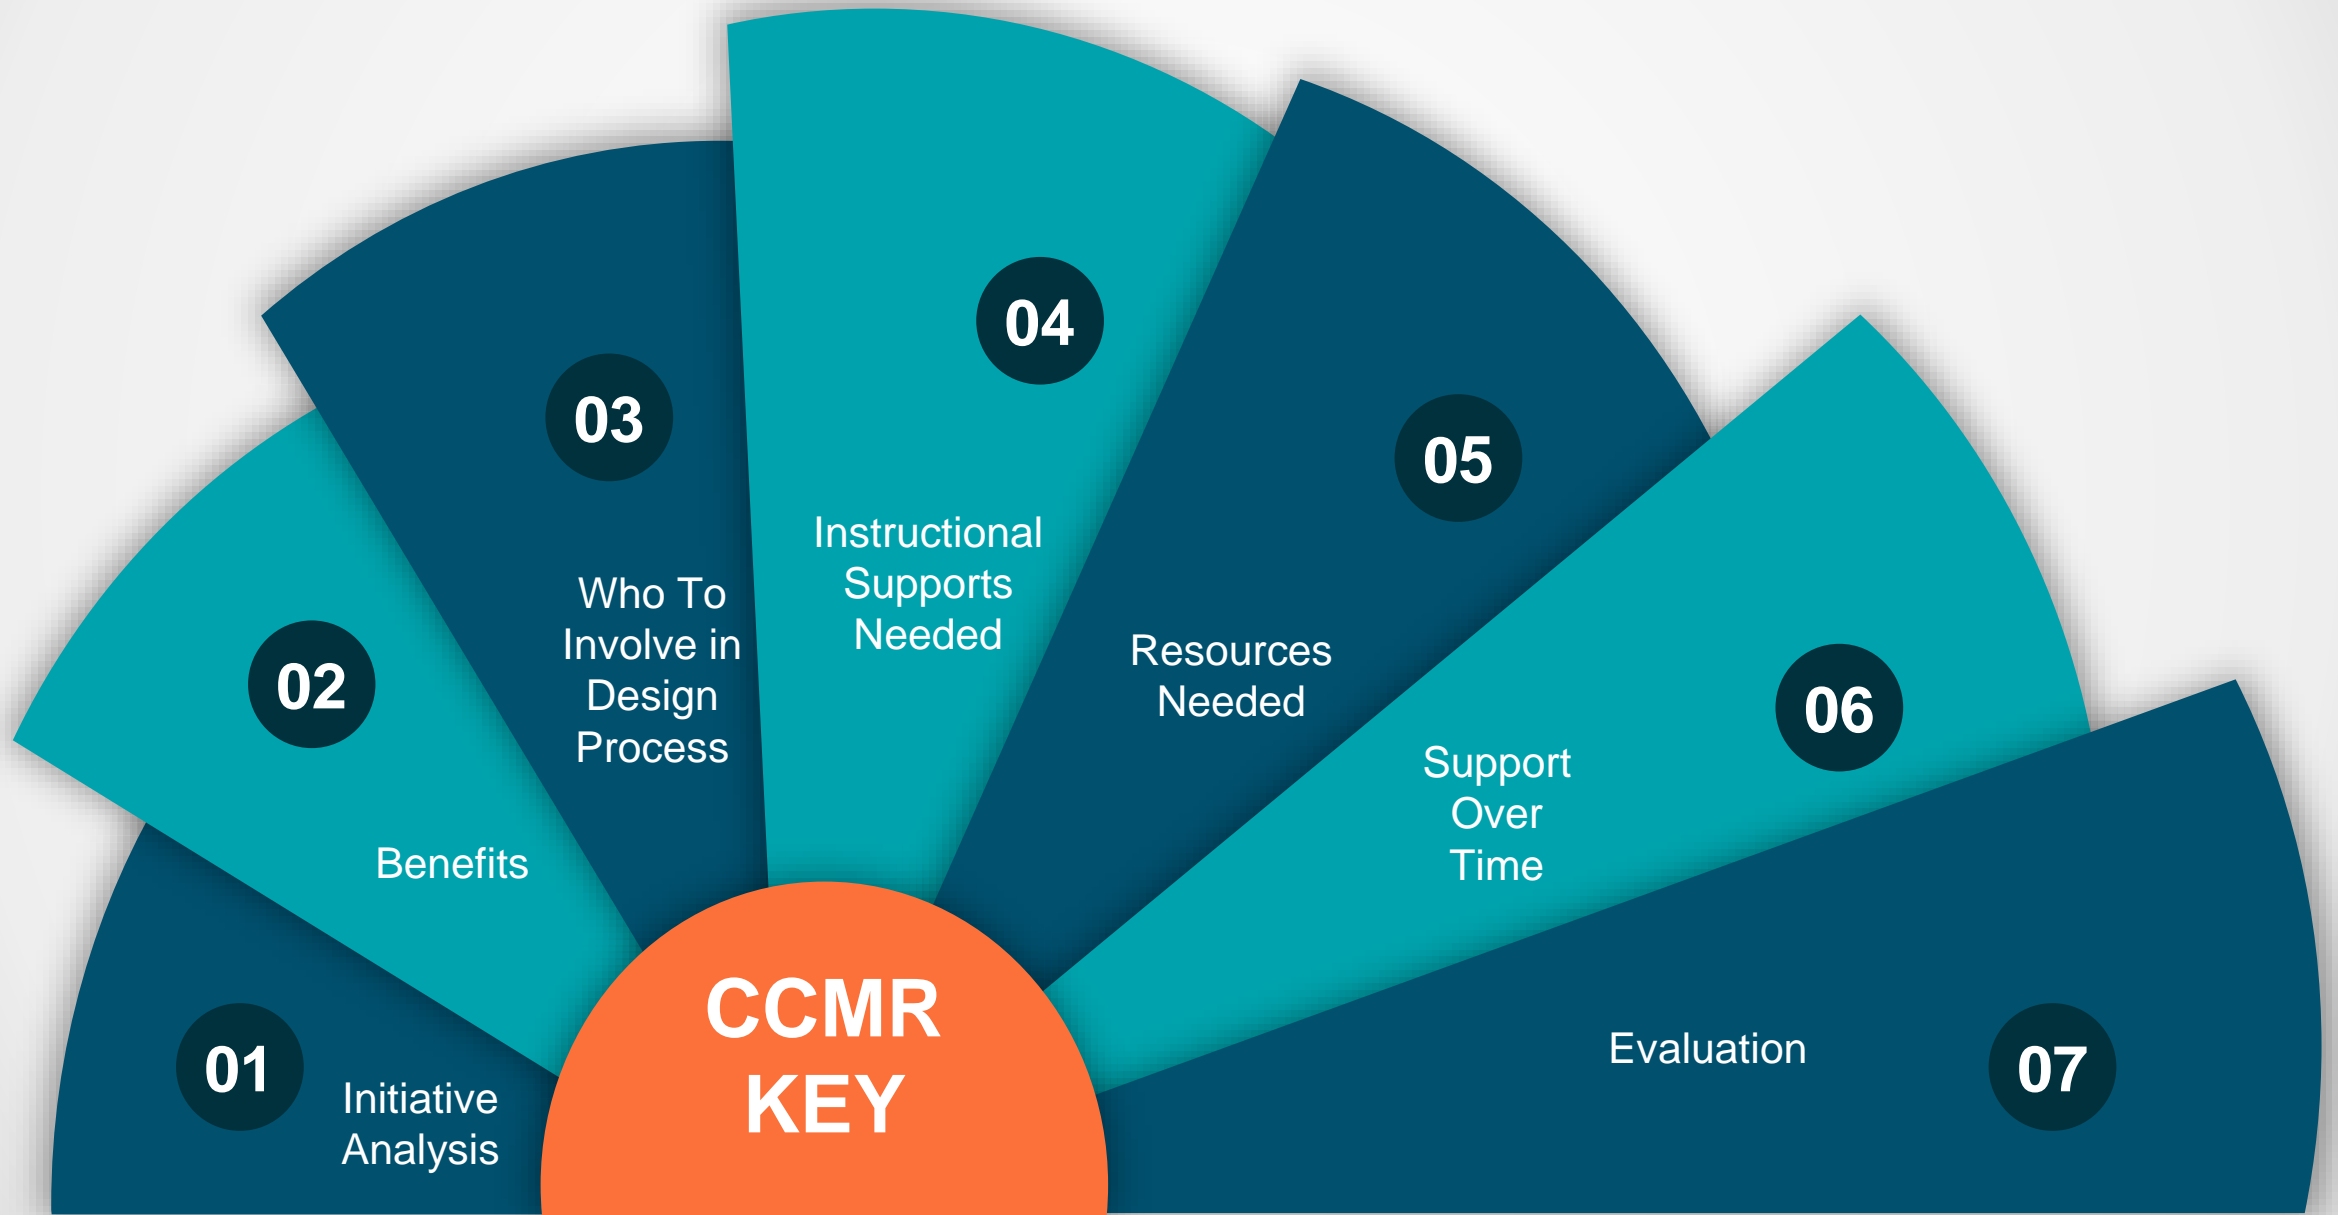 01
Initiative
Analysis
02
Benefits
03
Who To
Involve in
Design
Process
04
Instructional
Supports
Needed
05
Resources
Needed
06
Support
Over
Time
07
Evaluation
CCMR
KEY